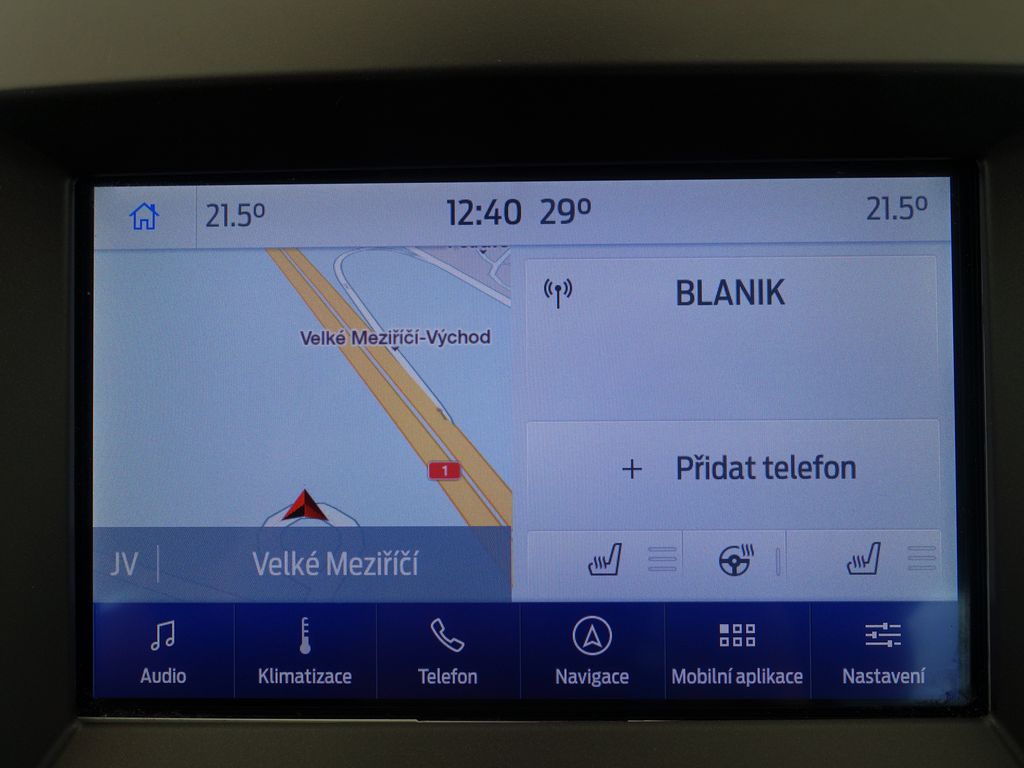 21.5º
12:40 29º
21.5º
BLANIK
Velké Meziříčí-Východ
1
Přidat telefon
JV
Velké Meziříčí
Audio
Klimatizace
Telefon
Navigace
Mobilní aplikace
Nastavení